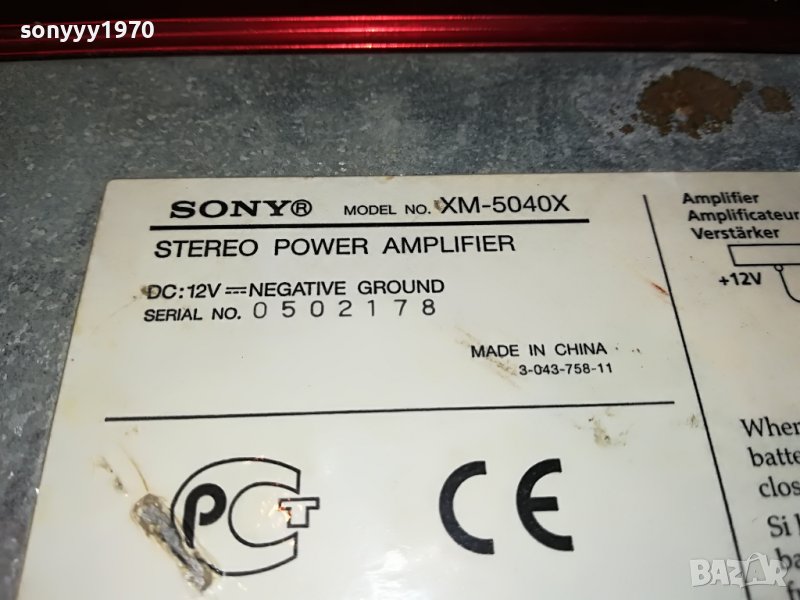 sonyyy1970
SONY® MODEL NO. XM-5040X
STEREO POWER AMPLIFIER
DC:12V⎓NEGATIVE GROUND
SERIAL NO. 0502178
MADE IN CHINA
3-043-758-11
PCT
CE
Amplifier
Amplificateur
Verstärker
+12V
When
batte
clos
Si l
ba
BAZAR